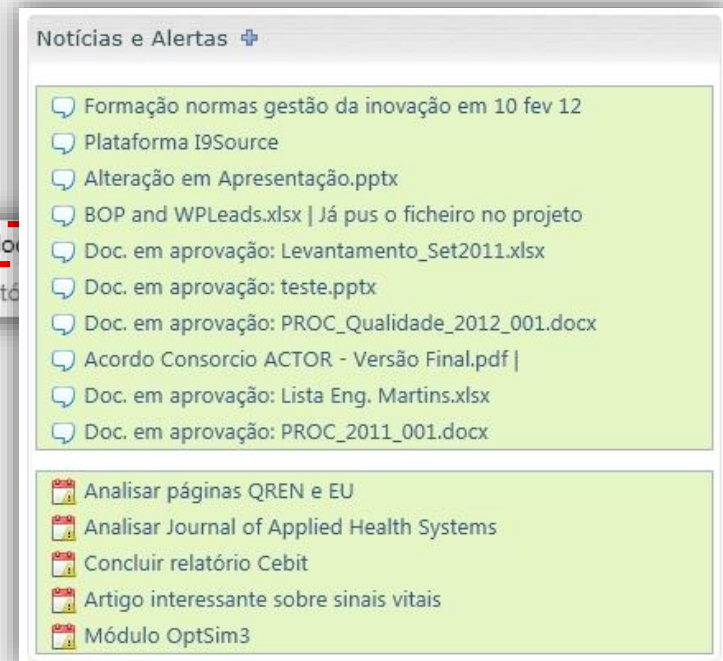 Notícias e Alertas
Formação normas gestão da inovação em 10 fev 12
Plataforma I9Source
Alteração em Apresentação.pptx
BOP and WPLeads.xlsx | Já pus o ficheiro no projeto
Doc. em aprovação: Levantamento_Set2011.xlsx
Doc. em aprovação: teste.pptx
Doc. em aprovação: PROC_Qualidade_2012_001.docx
Acordo Consorcio ACTOR - Versão Final.pdf |
Doc. em aprovação: Lista Eng. Martins.xlsx
Doc. em aprovação: PROC_2011_001.docx
Analisar páginas QREN e EU
Analisar Journal of Applied Health Systems
Concluir relatório Cebit
Artigo interessante sobre sinais vitais
Módulo OptSim3